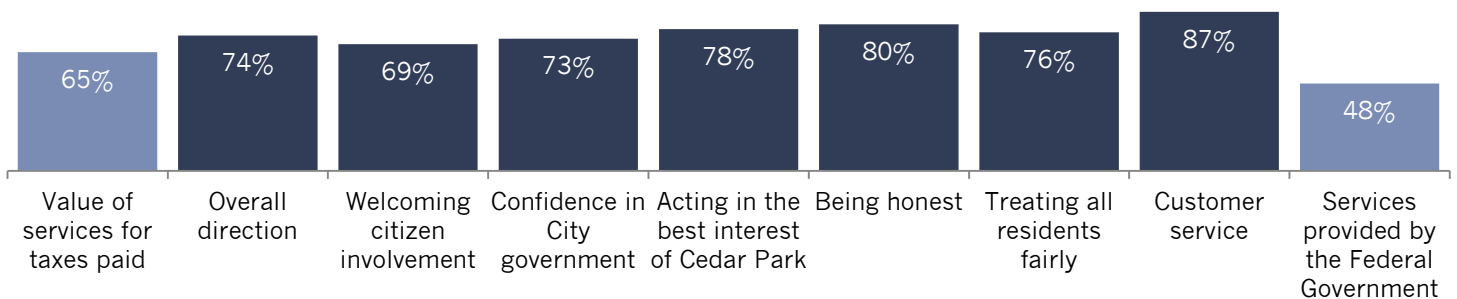 65%
74%
69%
73%
78%
80%
76%
87%
48%
Value of
services for
taxes paid
Overall
direction
Welcoming
citizen
involvement
Confidence in
City
government
Acting in the
best interest
of Cedar Park
Being honest
Treating all
residents
fairly
Customer
service
Services
provided by
the Federal
Government